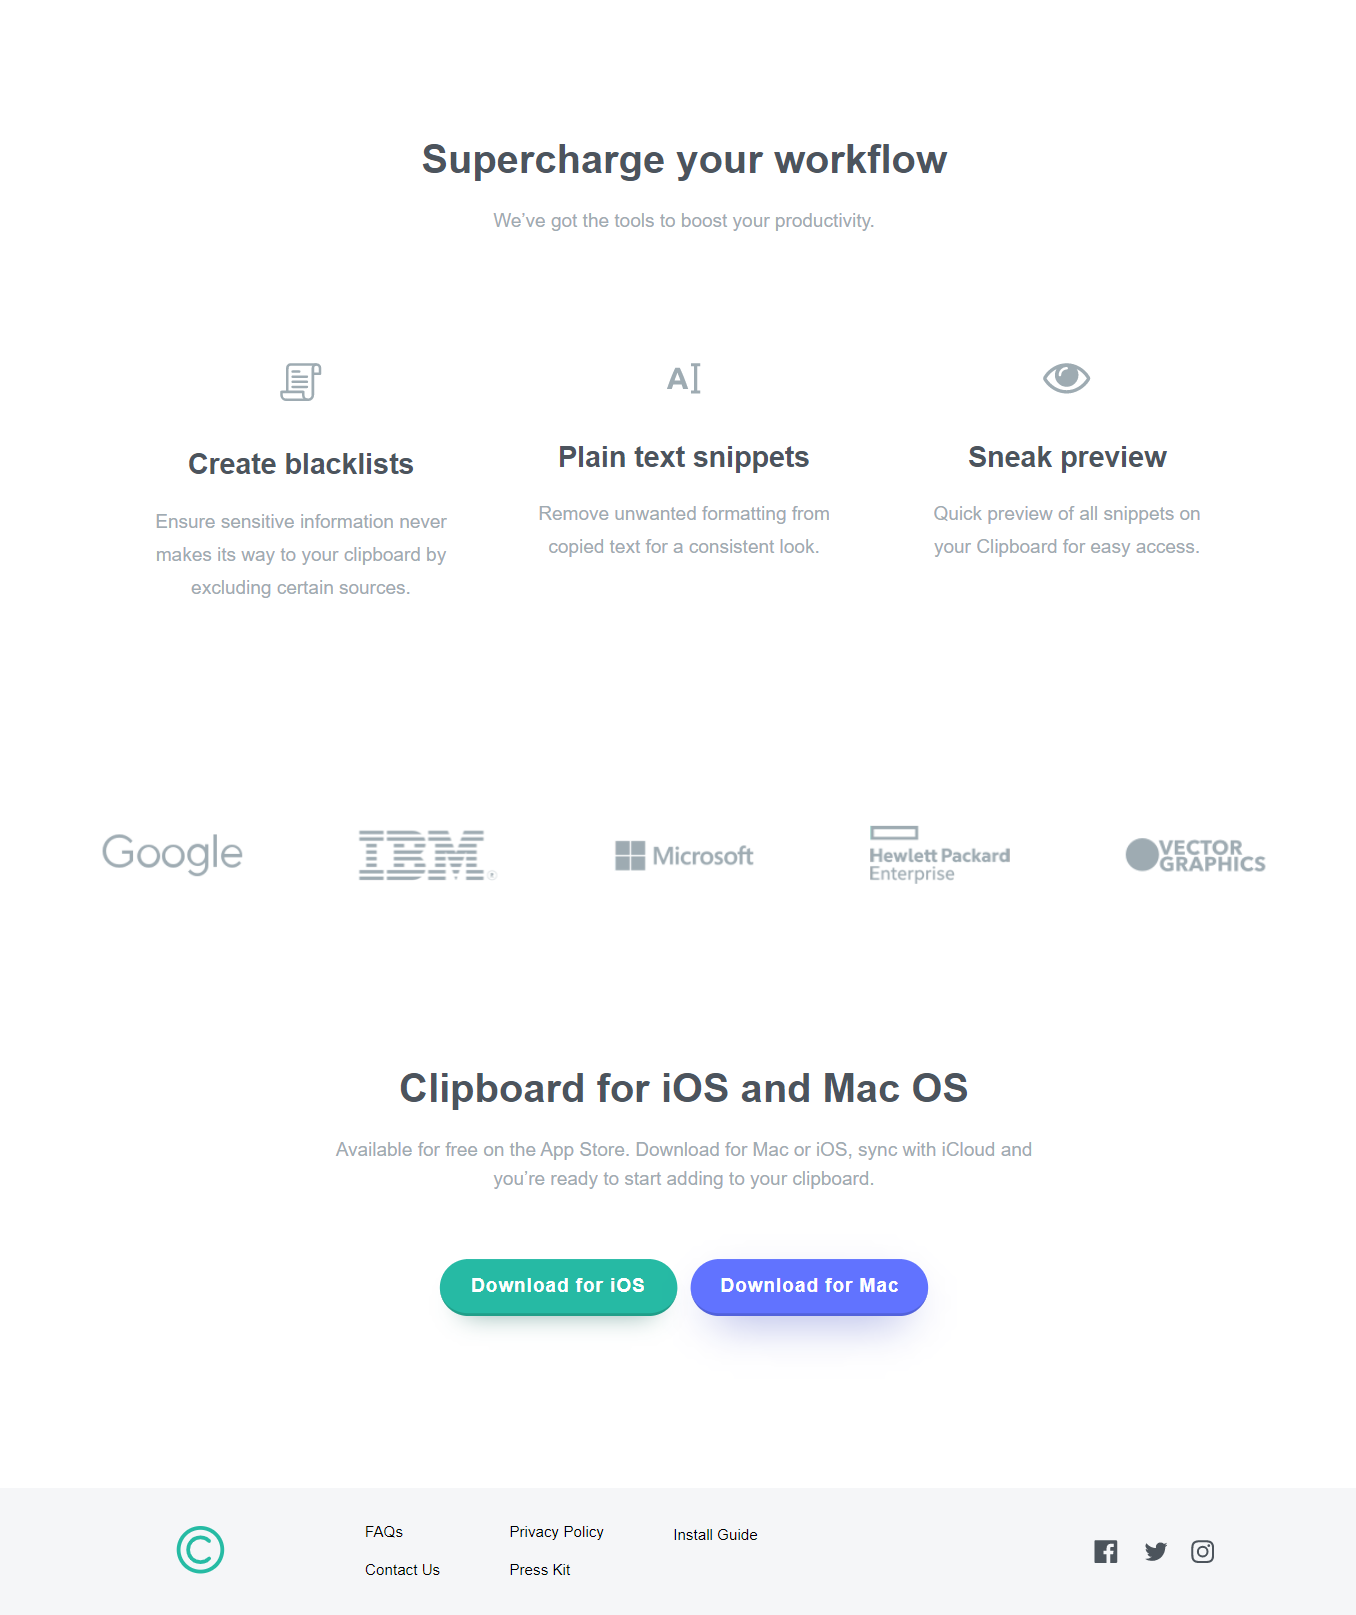 Supercharge your workflow
We’ve got the tools to boost your productivity.
A
Create blacklists
Ensure sensitive information never
makes its way to your clipboard by
excluding certain sources.
Plain text snippets
Remove unwanted formatting from
copied text for a consistent look.
Sneak preview
Quick preview of all snippets on
your Clipboard for easy access.
Google
IBM®
Microsoft
Hewlett Packard
Enterprise
VECTOR
GRAPHICS
Clipboard for iOS and Mac OS
Available for free on the App Store. Download for Mac or iOS, sync with iCloud and
you’re ready to start adding to your clipboard.
Download for iOS
Download for Mac
C
FAQs
Contact Us
Privacy Policy
Press Kit
Install Guide